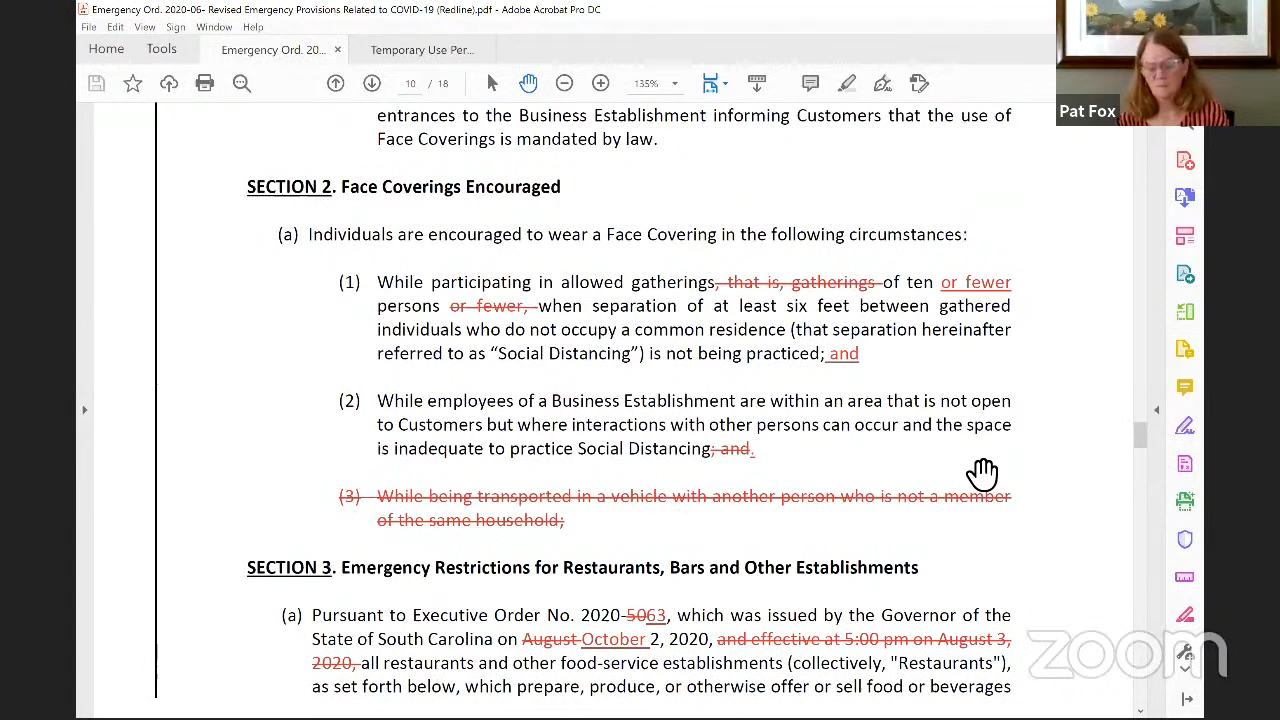 Emergency Ord. 2020-06- Revised Emergency Provisions Related to COVID-19 (Redline).pdf - Adobe Acrobat Pro DC
File Edit View Sign Window Help
Home Tools Emergency Ord. 20... × Temporary Use Per...
10 / 18 135%
Pat Fox
entrances to the Business Establishment informing Customers that the use of
Face Coverings is mandated by law.
SECTION 2. Face Coverings Encouraged
(a) Individuals are encouraged to wear a Face Covering in the following circumstances:
(1) While participating in allowed gatherings, that is, gatherings of ten or fewer
persons or fewer, when separation of at least six feet between gathered
individuals who do not occupy a common residence (that separation hereinafter
referred to as “Social Distancing”) is not being practiced; and
(2) While employees of a Business Establishment are within an area that is not open
to Customers but where interactions with other persons can occur and the space
is inadequate to practice Social Distancing; and.
(3) While being transported in a vehicle with another person who is not a member
of the same household;
SECTION 3. Emergency Restrictions for Restaurants, Bars and Other Establishments
(a) Pursuant to Executive Order No. 2020-5063, which was issued by the Governor of the
State of South Carolina on August October 2, 2020, and effective at 5:00 pm on August 3,
2020, all restaurants and other food-service establishments (collectively, "Restaurants"),
as set forth below, which prepare, produce, or otherwise offer or sell food or beverages
zoom